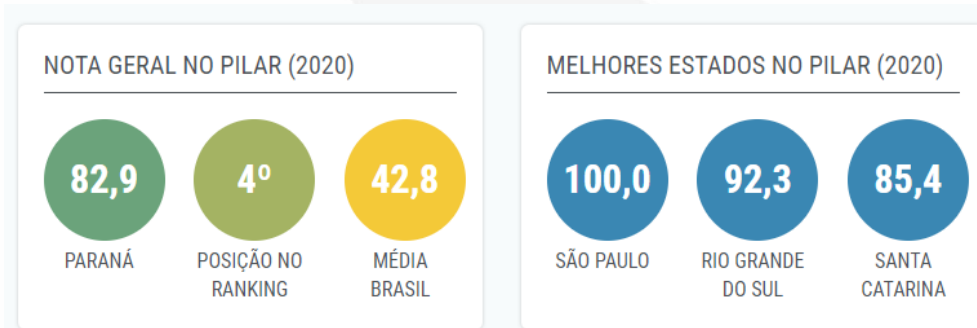 NOTA GERAL NO PILAR (2020)
82,9
4º
42,8
PARANÁ
POSIÇÃO NO
RANKING
MÉDIA
BRASIL
MELHORES ESTADOS NO PILAR (2020)
100,0
92,3
85,4
SÃO PAULO
RIO GRANDE
DO SUL
SANTA
CATARINA